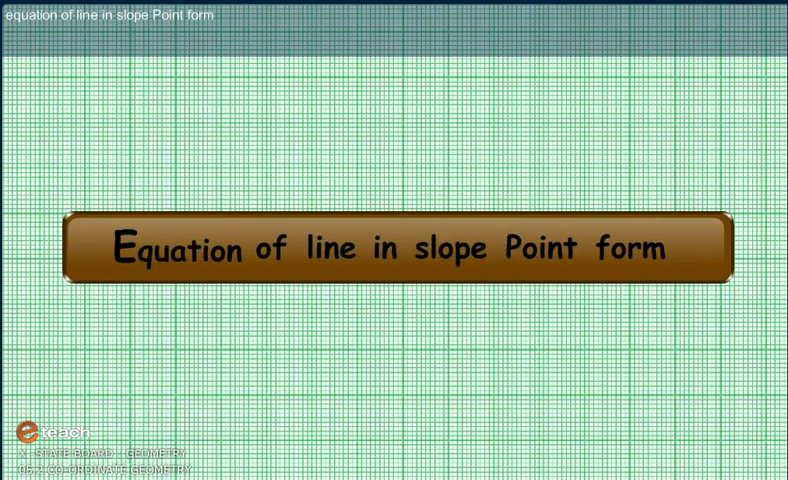 equation of line in slope Point form
Equation of line in slope Point form
e teach
X - STATE BOARD : GEOMETRY
05.2 CO-ORDINATE GEOMETRY